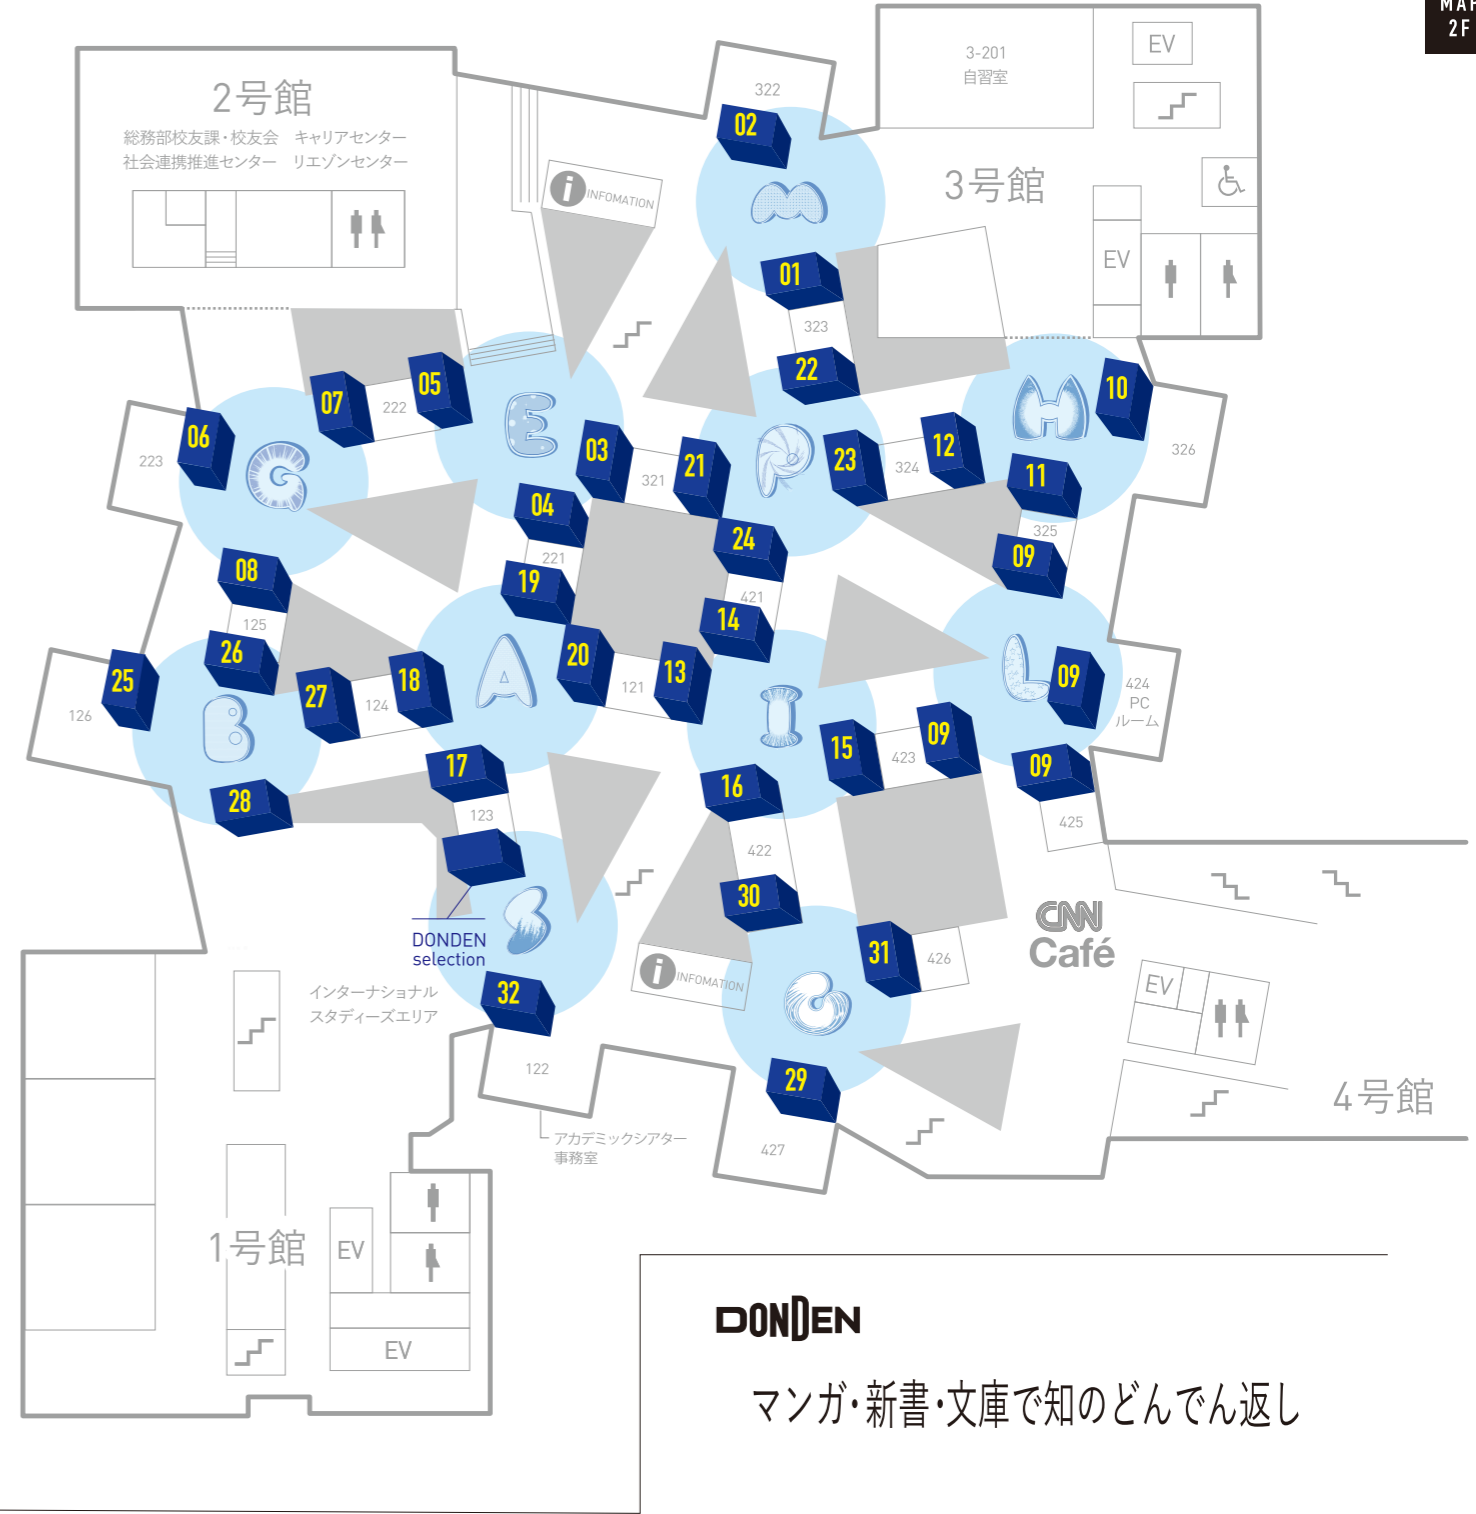 MAP
2F
2号館
総務部校友課・校友会 キャリアセンター
社会連携推進センター リエゾンセンター
322
02
M
3-201
自習室
EV
3号館
EV
INFOMATION
01
323
22
07
222
05
E
06
223
G
03
321
21
P
23
324
12
H
10
326
11
325
09
04
221
19
24
421
14
08
125
26
25
126
B
27
124
18
A
20
121
13
I
L
09
424
PC
ルーム
15
423
09
09
425
28
17
123
16
422
30
S
DONDEN
selection
32
122
アカデミックシアター
事務室
INFOMATION
31
426
G
29
427
CNN
Café
EV
4号館
インターナショナル
スタディーズエリア
1号館
EV
EV
DONDEN
マンガ・新書・文庫で知のどんでん返し